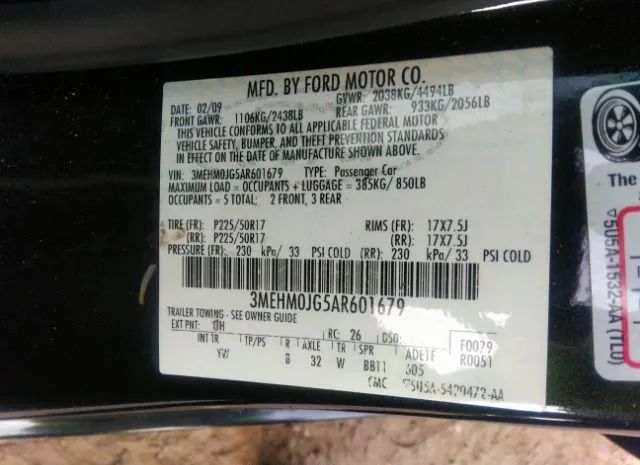 MFD. BY FORD MOTOR CO.
DATE: 02/09 GVWR: 2038KG/4494LB
FRONT GAWR: 1106KG/2438LB REAR GAWR: 933KG/2056LB
THIS VEHICLE CONFORMS TO ALL APPLICABLE FEDERAL MOTOR
VEHICLE SAFETY, BUMPER, AND THEFT PREVENTION STANDARDS
IN EFFECT ON THE DATE OF MANUFACTURE SHOWN ABOVE.
VIN: 3MEHM0JG5AR601679 TYPE: Passenger Car
MAXIMUM LOAD = OCCUPANTS + LUGGAGE = 385KG/850LB
OCCUPANTS = 5 TOTAL: 2 FRONT, 3 REAR
TIRE (FR): P225/50R17 RIMS (FR): 17X7.5J
(RR): P225/50R17 (RR): 17X7.5J
PRESSURE (FR): 230 kPa/ 33 PSI COLD (RR): 230 kPa/ 33 PSI COLD
3MEHM0JG5AR601679
TRAILER TOWING - SEE OWNER GUIDE
EXT PNT: UH RC: 26 DSO: F0079
INT TR TP/PS R AXLE TR SPR R0051
YW B 32 W BB11
The